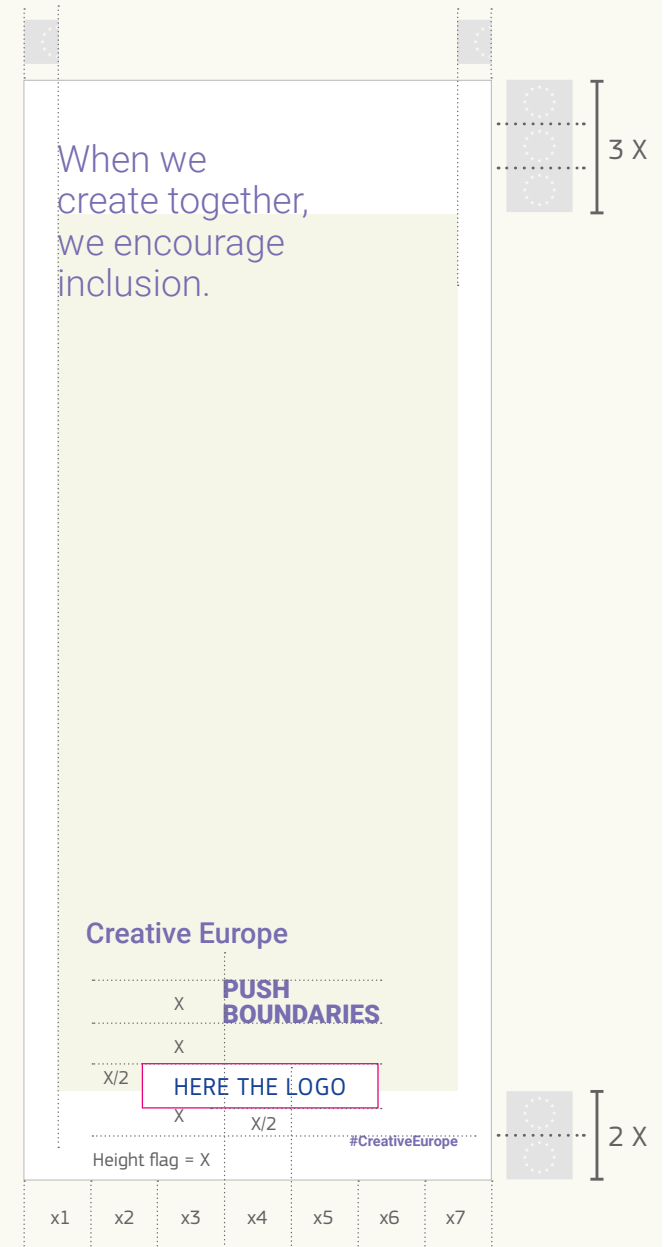 3 X
When we
create together,
we encourage
inclusion.
Creative Europe
PUSH
BOUNDARIES
X
X
X/2
HERE THE LOGO
X
X/2
#CreativeEurope
Height flag = X
2 X
x1 x2 x3 x4 x5 x6 x7